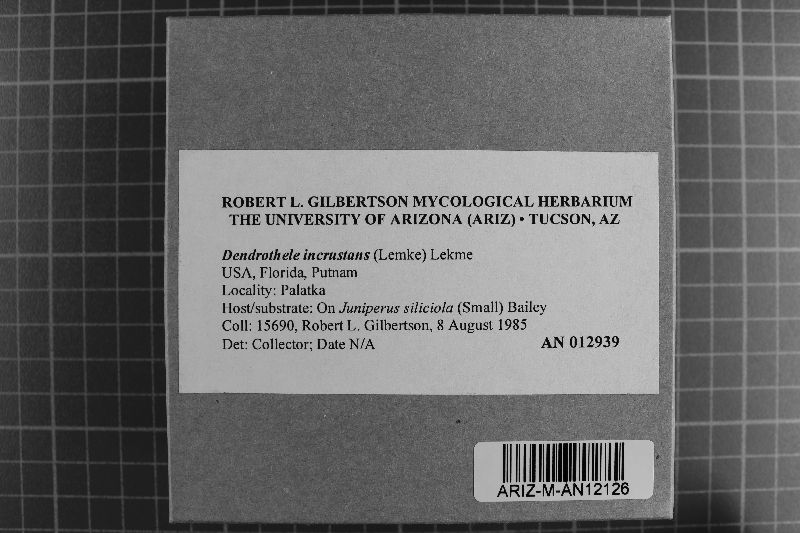 ROBERT L. GILBERTSON MYCOLOGICAL HERBARIUM
THE UNIVERSITY OF ARIZONA (ARIZ) • TUCSON, AZ
Dendrothele incrustans (Lemke) Lekme
USA, Florida, Putnam
Locality: Palatka
Host/substrate: On Juniperus siliciola (Small) Bailey
Coll: 15690, Robert L. Gilbertson, 8 August 1985
Det: Collector; Date N/A AN 012939
ARIZ-M-AN12126